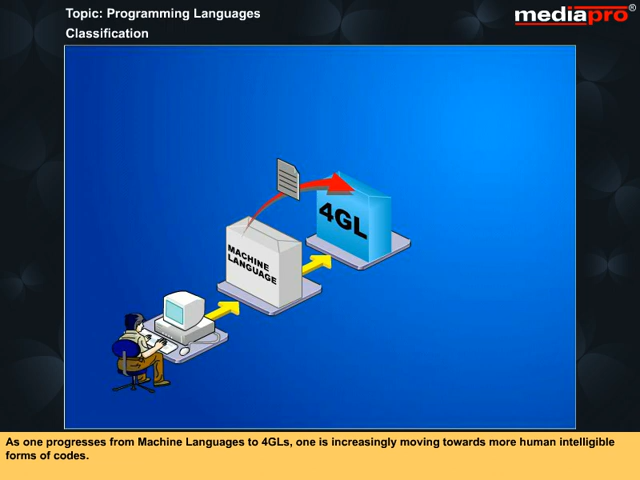 Topic: Programming Languages
Classification
mediapro®
4GL
MACHINE
LANGUAGE
As one progresses from Machine Languages to 4GLs, one is increasingly moving towards more human intelligible
forms of codes.